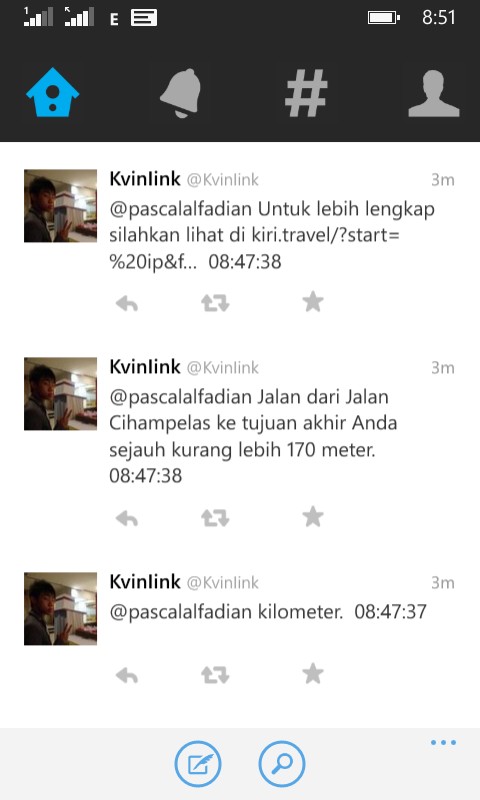 1 E 8:51
#
Kvinlink @Kvinlink 3m
@pascalalfadian Untuk lebih lengkap
silahkan lihat di kiri.travel/?start=
%20ip&f... 08:47:38
Kvinlink @Kvinlink 3m
@pascalalfadian Jalan dari Jalan
Cihampelas ke tujuan akhir Anda
sejauh kurang lebih 170 meter.
08:47:38
Kvinlink @Kvinlink 3m
@pascalalfadian kilometer. 08:47:37